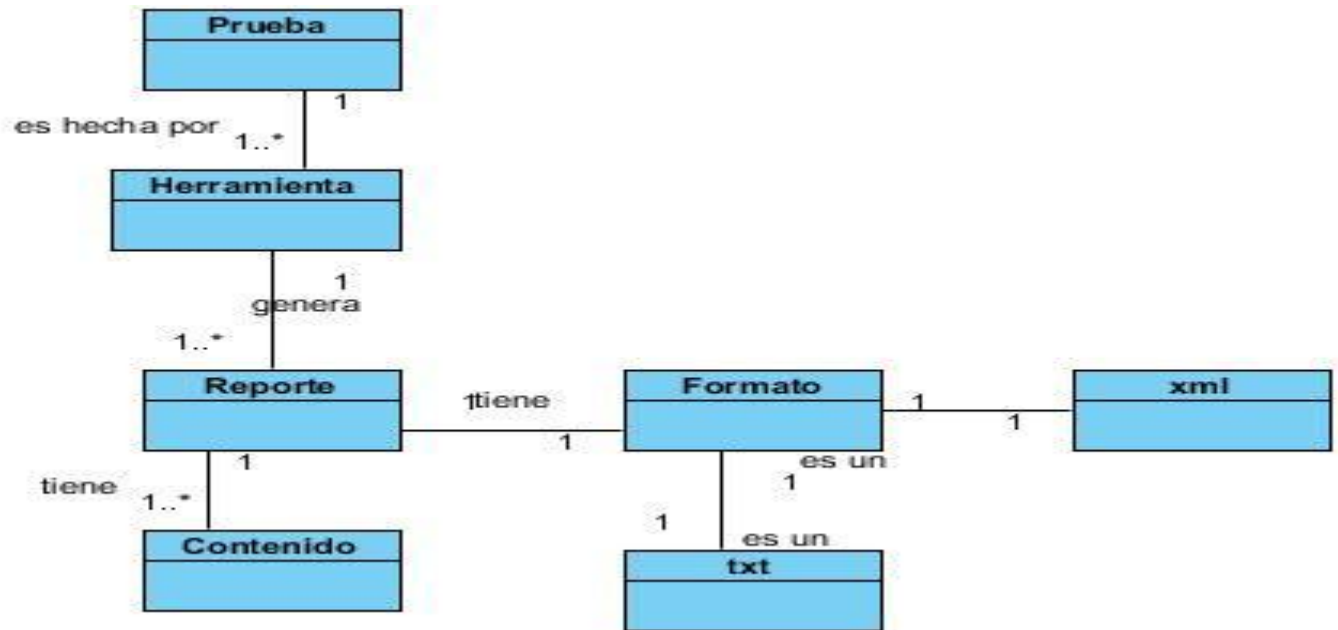 Prueba
1
es hecha por
1..*
Herramienta
1
genera
1..*
Reporte
1
tiene
1
Formato
1
1
xml
es un
1
tiene
1..*
1
Contenido
1
es un
txt